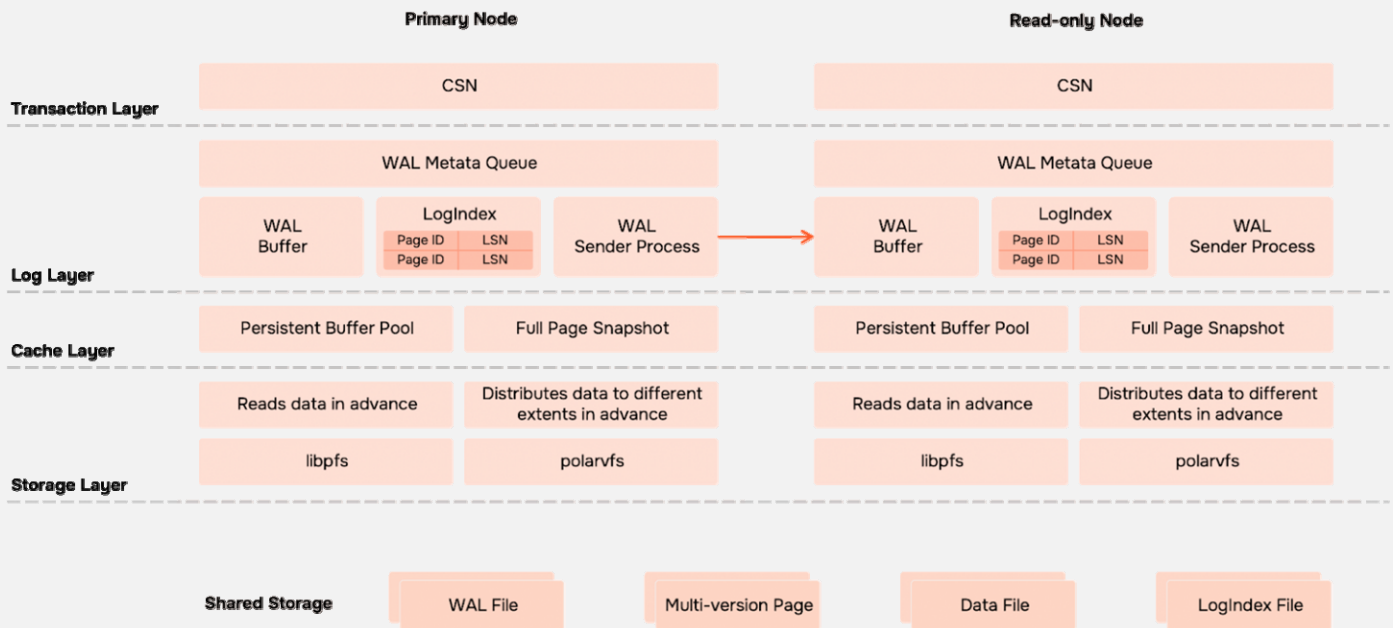 Primary Node
Read-only Node
CSN
CSN
Transaction Layer
WAL Metata Queue
WAL Metata Queue
WAL
Buffer
LogIndex
Page ID LSN
Page ID LSN
WAL
Sender Process
WAL
Buffer
LogIndex
Page ID LSN
Page ID LSN
WAL
Sender Process
Log Layer
Persistent Buffer Pool
Full Page Snapshot
Persistent Buffer Pool
Full Page Snapshot
Cache Layer
Reads data in advance
Distributes data to different
extents in advance
Reads data in advance
Distributes data to different
extents in advance
libpfs
polarvfs
libpfs
polarvfs
Storage Layer
Shared Storage
WAL File
Multi-version Page
Data File
LogIndex File